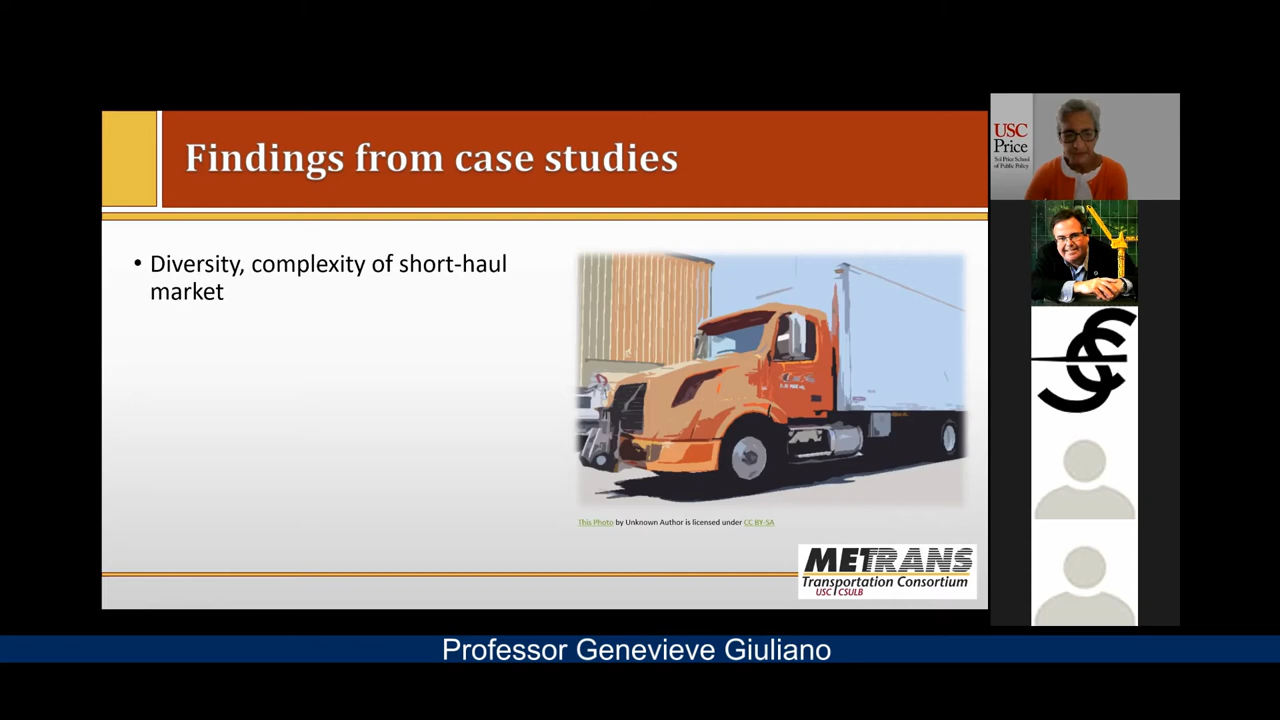 Findings from case studies
• Diversity, complexity of short-haul
market
This Photo by Unknown Author is licensed under CC BY-SA
METRANS
Transportation Consortium
USC CSULB
USC
Price
Sol Price School
of Public Policy
Professor Genevieve Giuliano